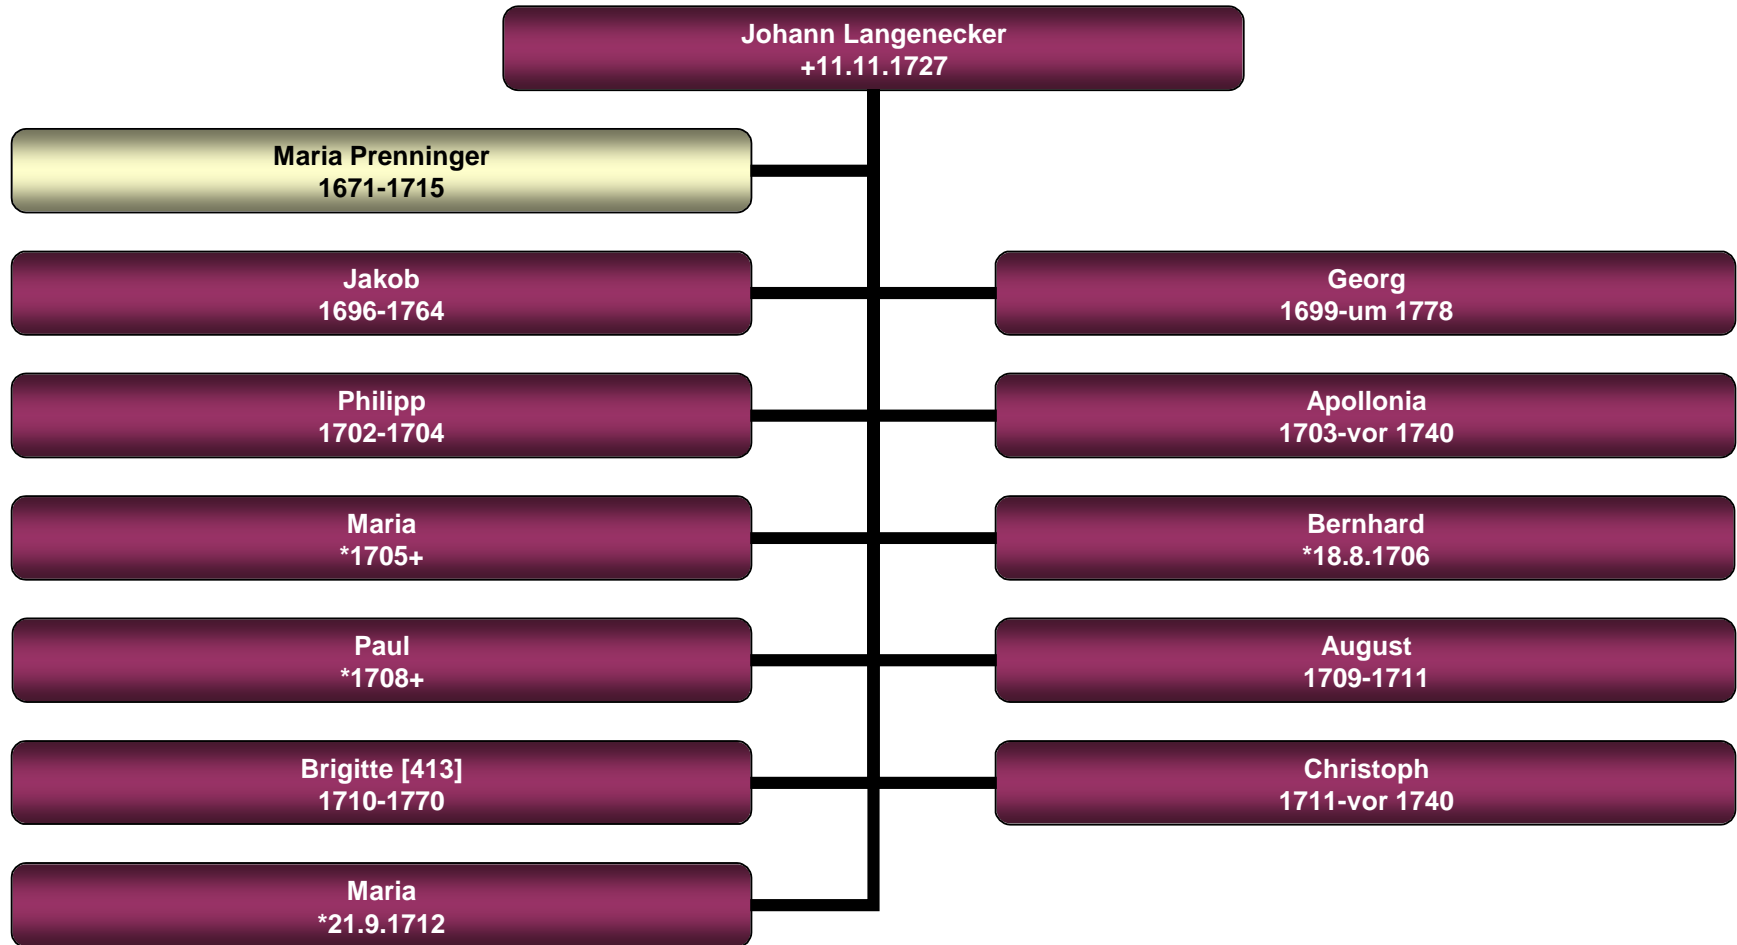 Johann Langenecker
+11.11.1727
Maria Prenninger
1671-1715
Jakob
1696-1764
Georg
1699-um 1778
Philipp
1702-1704
Apollonia
1703-vor 1740
Maria
*1705+
Bernhard
*18.8.1706
Paul
*1708+
August
1709-1711
Brigitte [413]
1710-1770
Christoph
1711-vor 1740
Maria
*21.9.1712